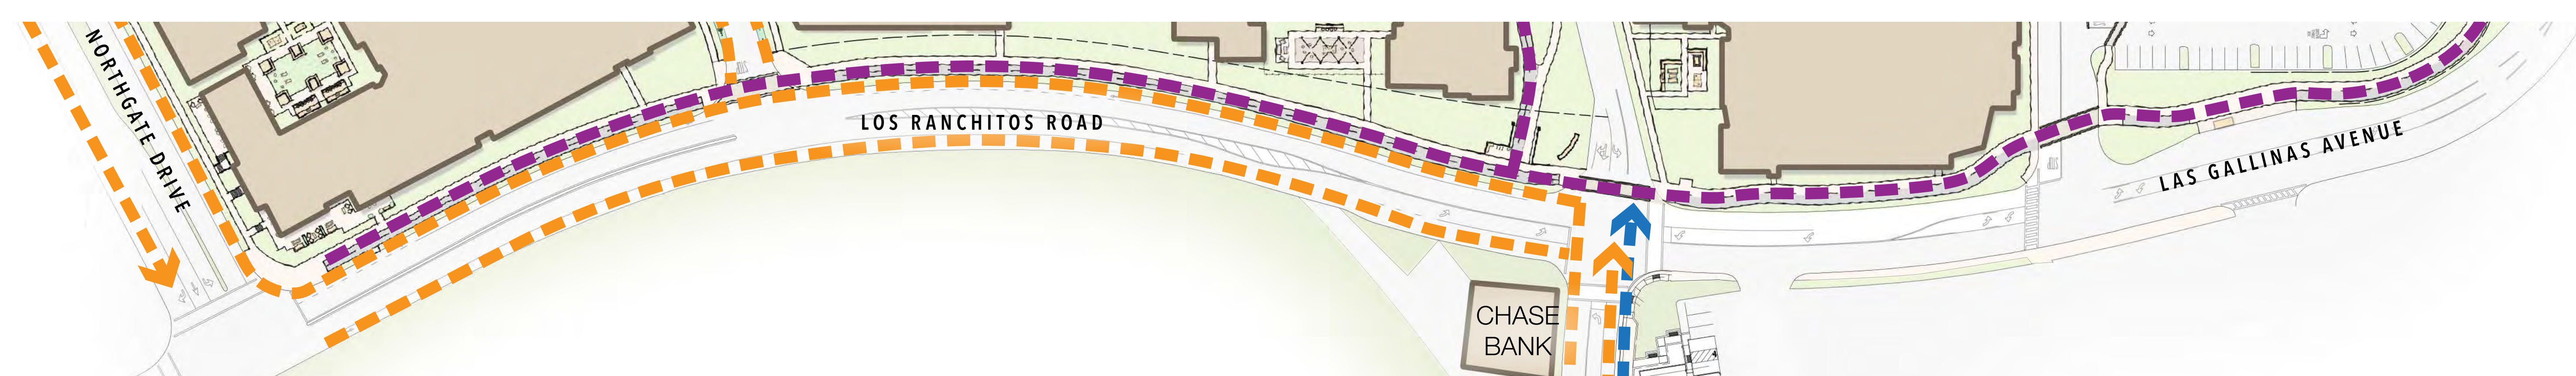 NORTHGATE DRIVE
LOS RANCHITOS ROAD
LAS GALLINAS AVENUE
CHASE
BANK